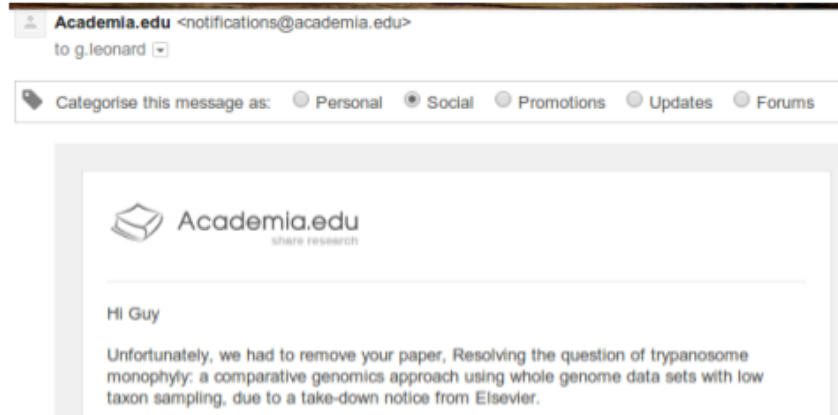 Academia.edu <notifications@academia.edu>
to g.leonard
Categorise this message as: Personal Social Promotions Updates Forums
Academia.edu
share research
Hi Guy
Unfortunately, we had to remove your paper, Resolving the question of trypanosome
monophyly: a comparative genomics approach using whole genome data sets with low
taxon sampling, due to a take-down notice from Elsevier.